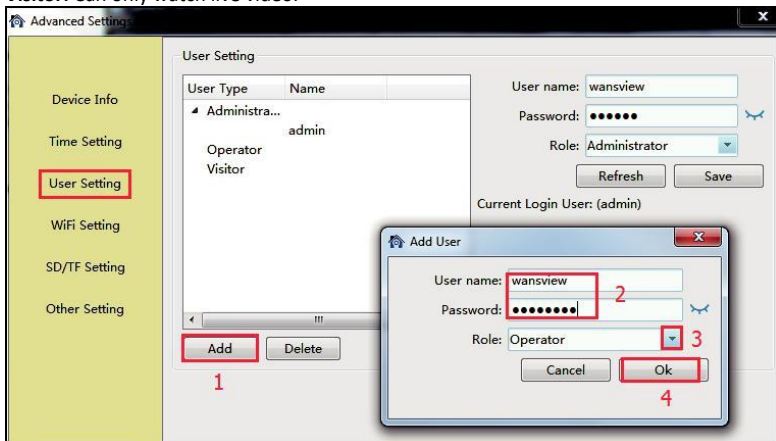 Visitor: Can only watch live video.
Advanced Settings
x
User Setting
User Type Name
Administra...
admin
Operator
Visitor
Device Info
Time Setting
User Setting
WiFi Setting
SD/TF Setting
Other Setting
User name: wansview
Password: ●●●●●●
Role: Administrator
Refresh Save
Current Login User: (admin)
Add Delete
1
Add User
x
User name: wansview
2
Password: ●●●●●●●●
Role: Operator
3
Cancel Ok
4